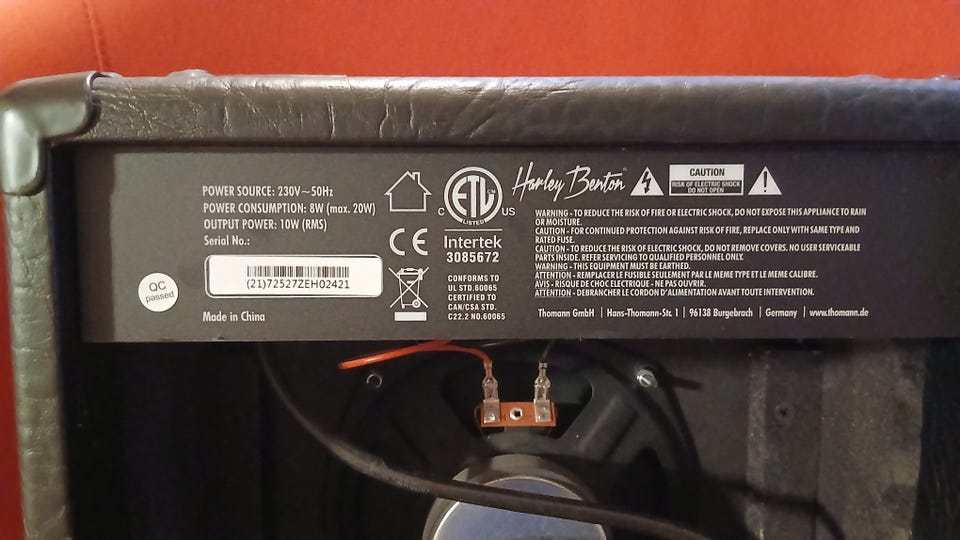 POWER SOURCE: 230V~50Hz
POWER CONSUMPTION: 8W (max. 20W)
OUTPUT POWER: 10W (RMS)
Serial No.:
(21)72527ZEH02421
QC
passed
Made in China
CE
ETL
CM
LISTED
C US
Intertek
3085672
CONFORMS TO
UL STD.60065
CERTIFIED TO
CAN/CSA STD.
C22.2 NO.60065
Harley Benton
CAUTION
RISK OF ELECTRIC SHOCK
DO NOT OPEN
WARNING - TO REDUCE THE RISK OF FIRE OR ELECTRIC SHOCK, DO NOT EXPOSE THIS APPLIANCE TO RAIN
OR MOISTURE.
CAUTION - FOR CONTINUED PROTECTION AGAINST RISK OF FIRE, REPLACE ONLY WITH SAME TYPE AND
RATED FUSE.
CAUTION - TO REDUCE THE RISK OF ELECTRIC SHOCK, DO NOT REMOVE COVERS. NO USER SERVICEABLE
PARTS INSIDE. REFER SERVICING TO QUALIFIED PERSONNEL ONLY.
WARNING - THIS EQUIPMENT MUST BE EARTHED.
ATTENTION - REMPLACER LE FUSIBLE SEULEMENT PAR LE MEME TYPE ET LE MEME CALIBRE.
AVIS - RISQUE DE CHOC ELECTRIQUE - NE PAS OUVRIR.
ATTENTION - DEBRANCHER LE CORDON D'ALIMENTATION AVANT TOUTE INTERVENTION.
Thomann GmbH | Hans-Thomann-Str. 1 | 96138 Burgebrach | Germany | www.thomann.de